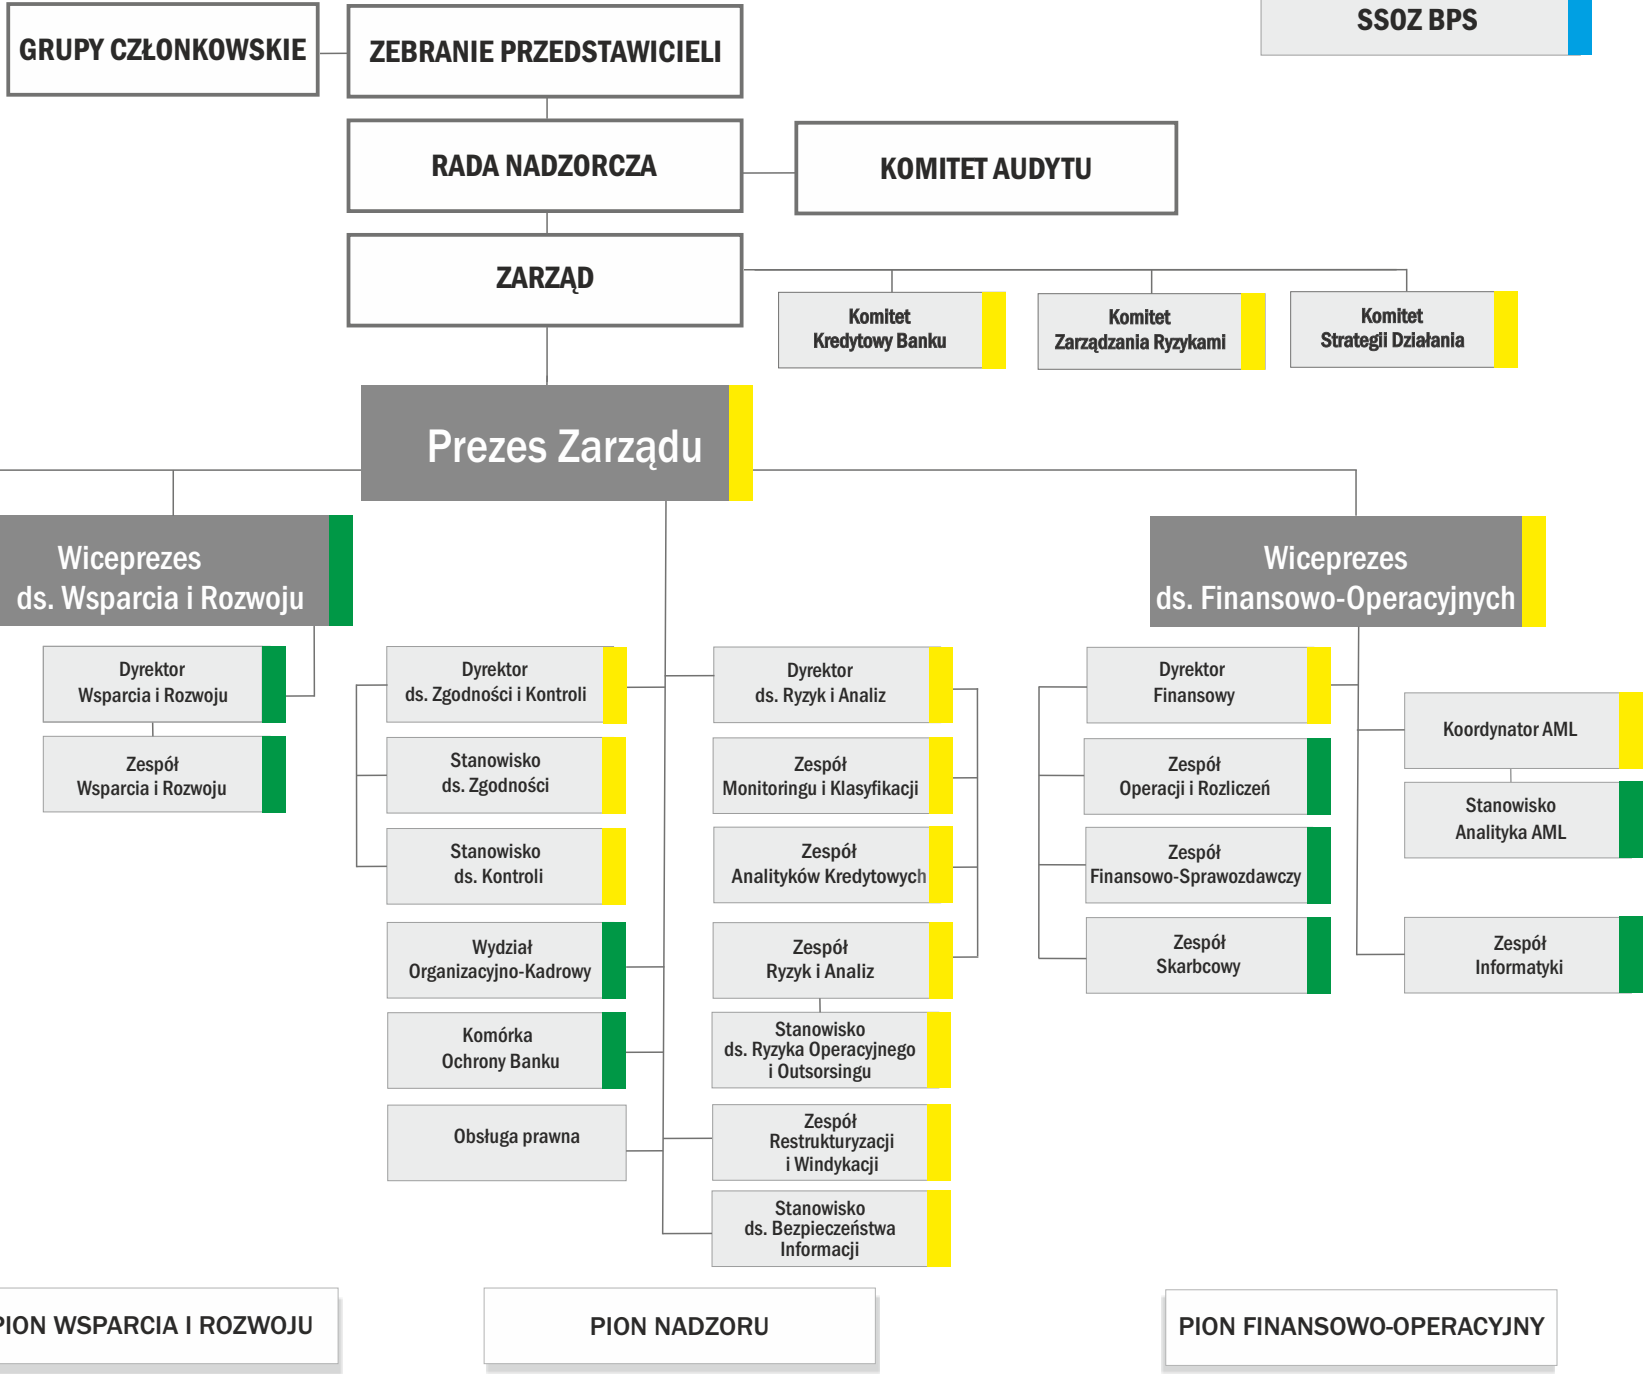 SSOZ BPS
GRUPY CZŁONKOWSKIE
ZEBRANIE PRZEDSTAWICIELI
RADA NADZORCZA
KOMITET AUDYTU
ZARZĄD
Komitet
Kredytowy Banku
Komitet
Zarządzania Ryzykami
Komitet
Strategii Działania
Prezes Zarządu
Wiceprezes
ds. Wsparcia i Rozwoju
Wiceprezes
ds. Finansowo-Operacyjnych
Dyrektor
Wsparcia i Rozwoju
Zespół
Wsparcia i Rozwoju
Dyrektor
ds. Zgodności i Kontroli
Stanowisko
ds. Zgodności
Stanowisko
ds. Kontroli
Wydział
Organizacyjno-Kadrowy
Komórka
Ochrony Banku
Obsługa prawna
Dyrektor
ds. Ryzyk i Analiz
Zespół
Monitoringu i Klasyfikacji
Zespół
Analityków Kredytowych
Zespół
Ryzyk i Analiz
Stanowisko
ds. Ryzyka Operacyjnego
i Outsorsingu
Zespół
Restrukturyzacji
i Windykacji
Stanowisko
ds. Bezpieczeństwa
Informacji
Dyrektor
Finansowy
Zespół
Operacji i Rozliczeń
Zespół
Finansowo-Sprawozdawczy
Zespół
Skarbcowy
Koordynator AML
Stanowisko
Analityka AML
Zespół
Informatyki
PION WSPARCIA I ROZWOJU
PION NADZORU
PION FINANSOWO-OPERACYJNY